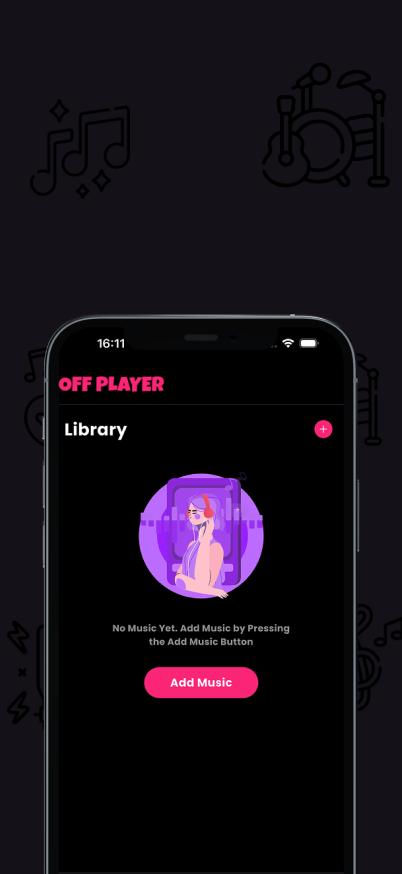 16:11
OFF PLAYER
Library
No Music Yet. Add Music by Pressing
the Add Music Button
Add Music